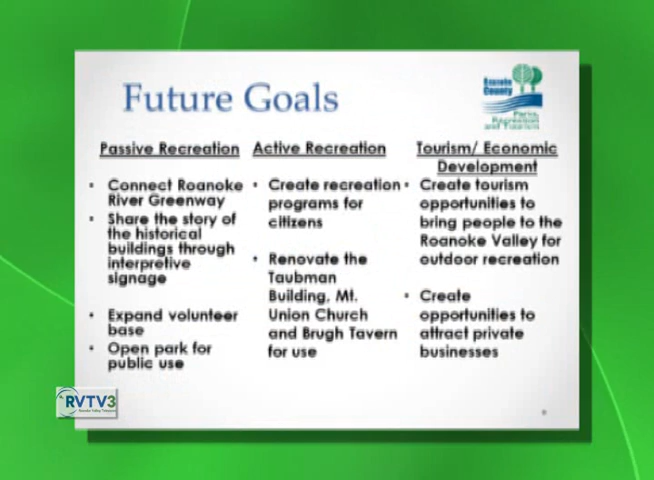 Future Goals
Roanoke
County
Parks,
Recreation
and Tourism
Passive Recreation
• Connect Roanoke
River Greenway
• Share the story of
the historical
buildings through
interpretive
signage
• Expand volunteer
base
• Open park for
public use
Active Recreation
• Create recreation
programs for
citizens
• Renovate the
Taubman
Building, Mt.
Union Church
and Brugh Tavern
for use
Tourism/ Economic
Development
• Create tourism
opportunities to
bring people to the
Roanoke Valley for
outdoor recreation
• Create
opportunities to
attract private
businesses
RVTV3